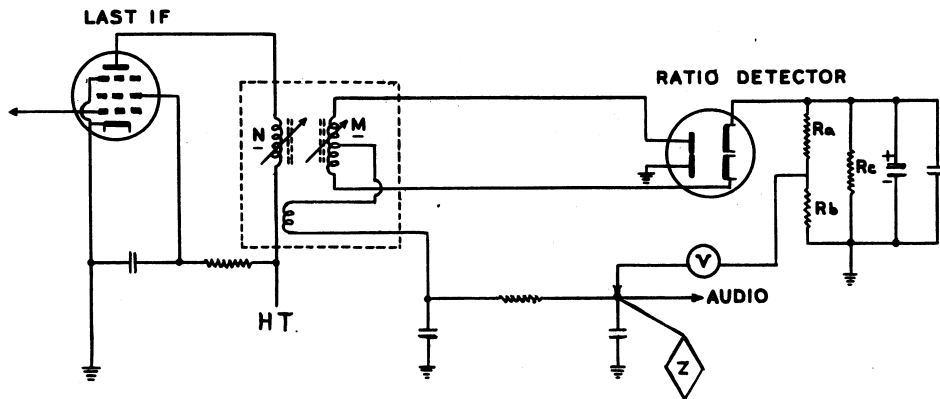 LAST IF
RATIO DETECTOR
N
M
Ra
Rc
+
-
Rb
V
AUDIO
HT.
Z